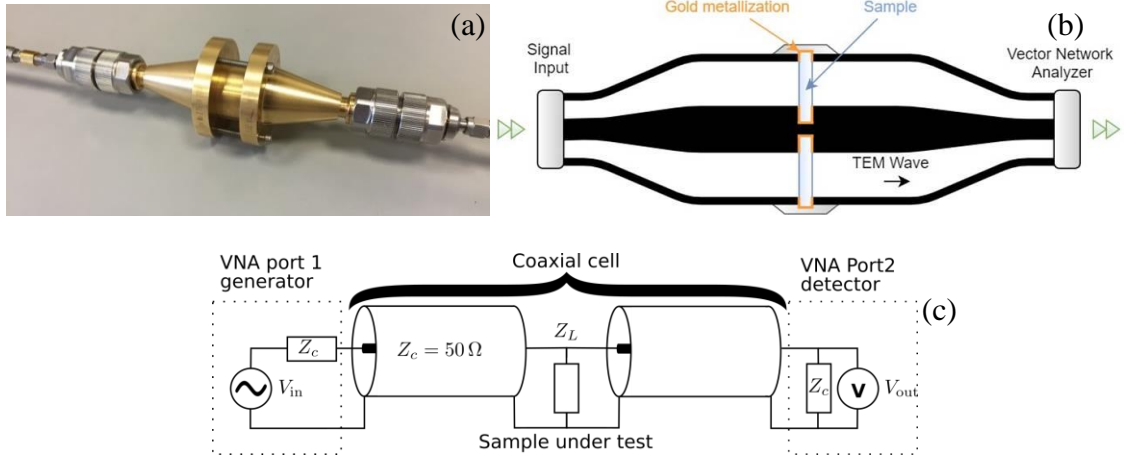 (a)
Gold metallization
Sample
(b)
Signal
Input
Vector Network
Analyzer
TEM Wave
VNA port 1
generator
Coaxial cell
VNA Port2
detector
(c)
Z_c
Z_c = 50 Ω
Z_L
V_in
Z_c
V
V_out
Sample under test